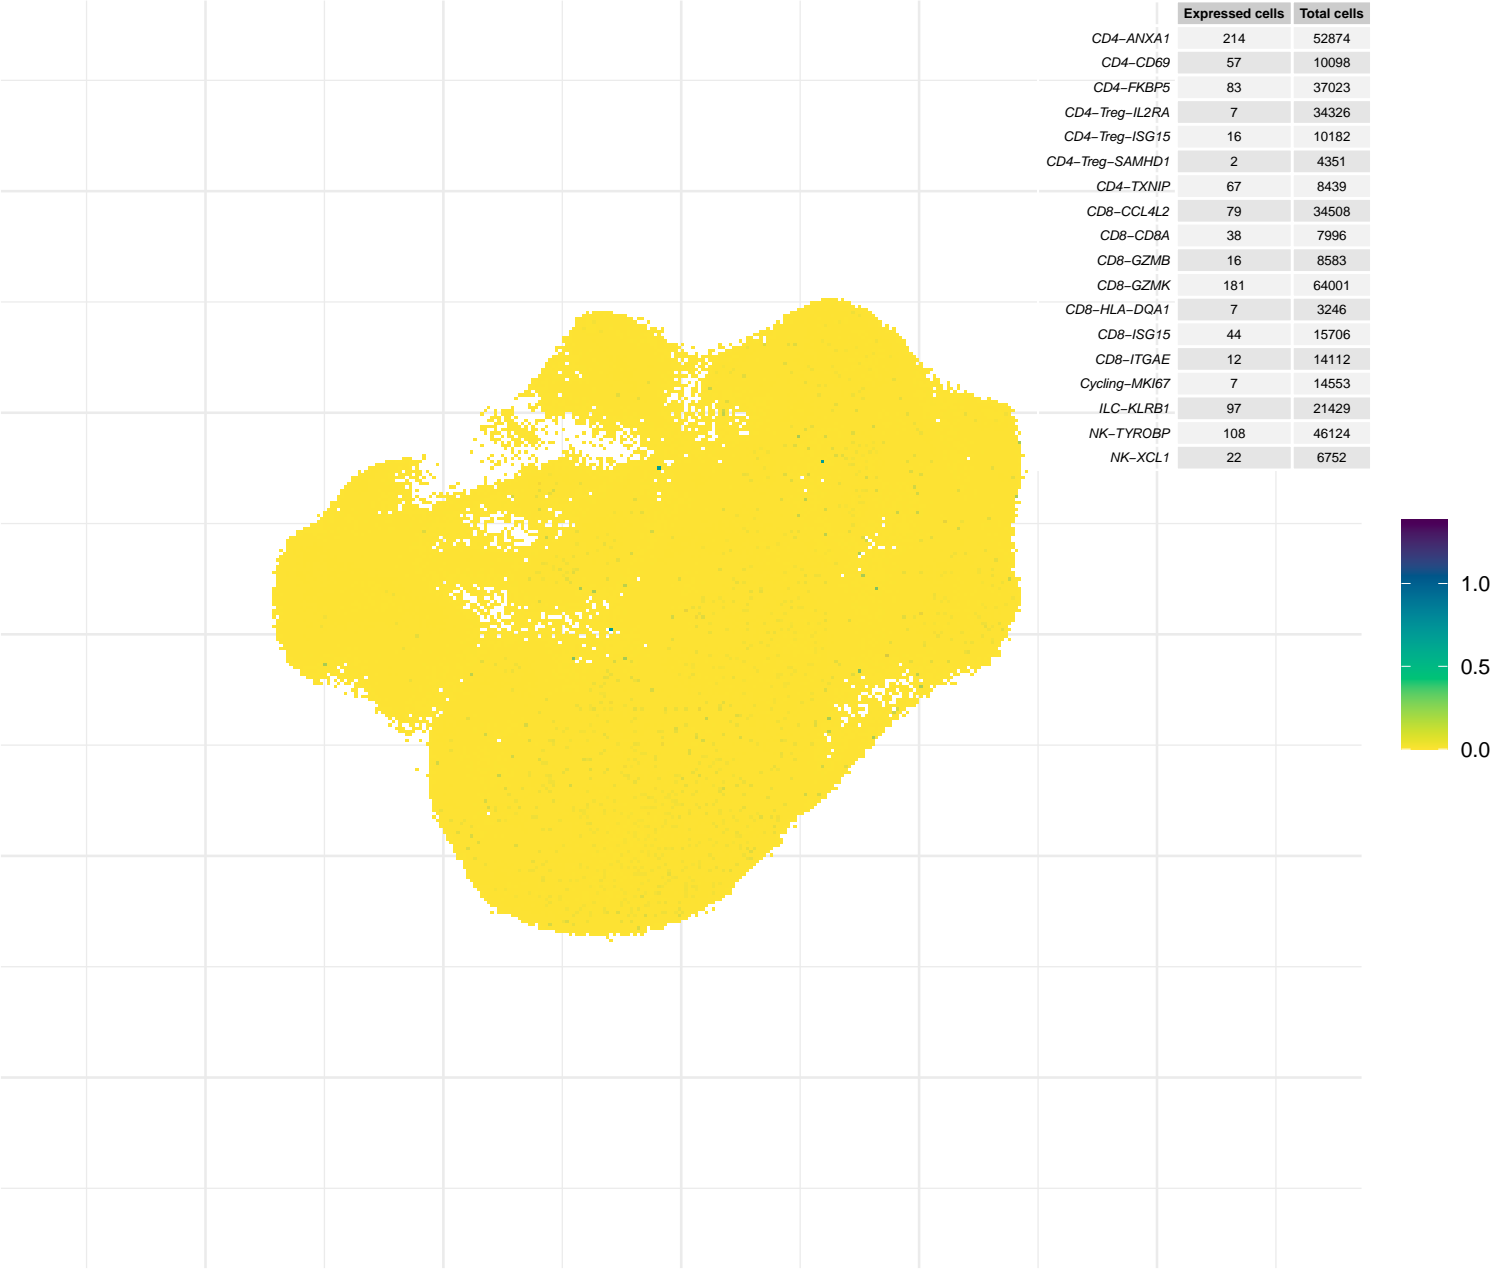 Expressed cells Total cells
CD4−ANXA1 214 52874
CD4−CD69 57 10098
CD4−FKBP5 83 37023
CD4−Treg−IL2RA 7 34326
CD4−Treg−ISG15 16 10182
CD4−Treg−SAMHD1 2 4351
CD4−TXNIP 67 8439
CD8−CCL4L2 79 34508
CD8−CD8A 38 7996
CD8−GZMB 16 8583
CD8−GZMK 181 64001
CD8−HLA−DQA1 7 3246
CD8−ISG15 44 15706
CD8−ITGAE 12 14112
Cycling−MKI67 7 14553
ILC−KLRB1 97 21429
NK−TYROBP 108 46124
NK−XCL1 22 6752
1.0
0.5
0.0